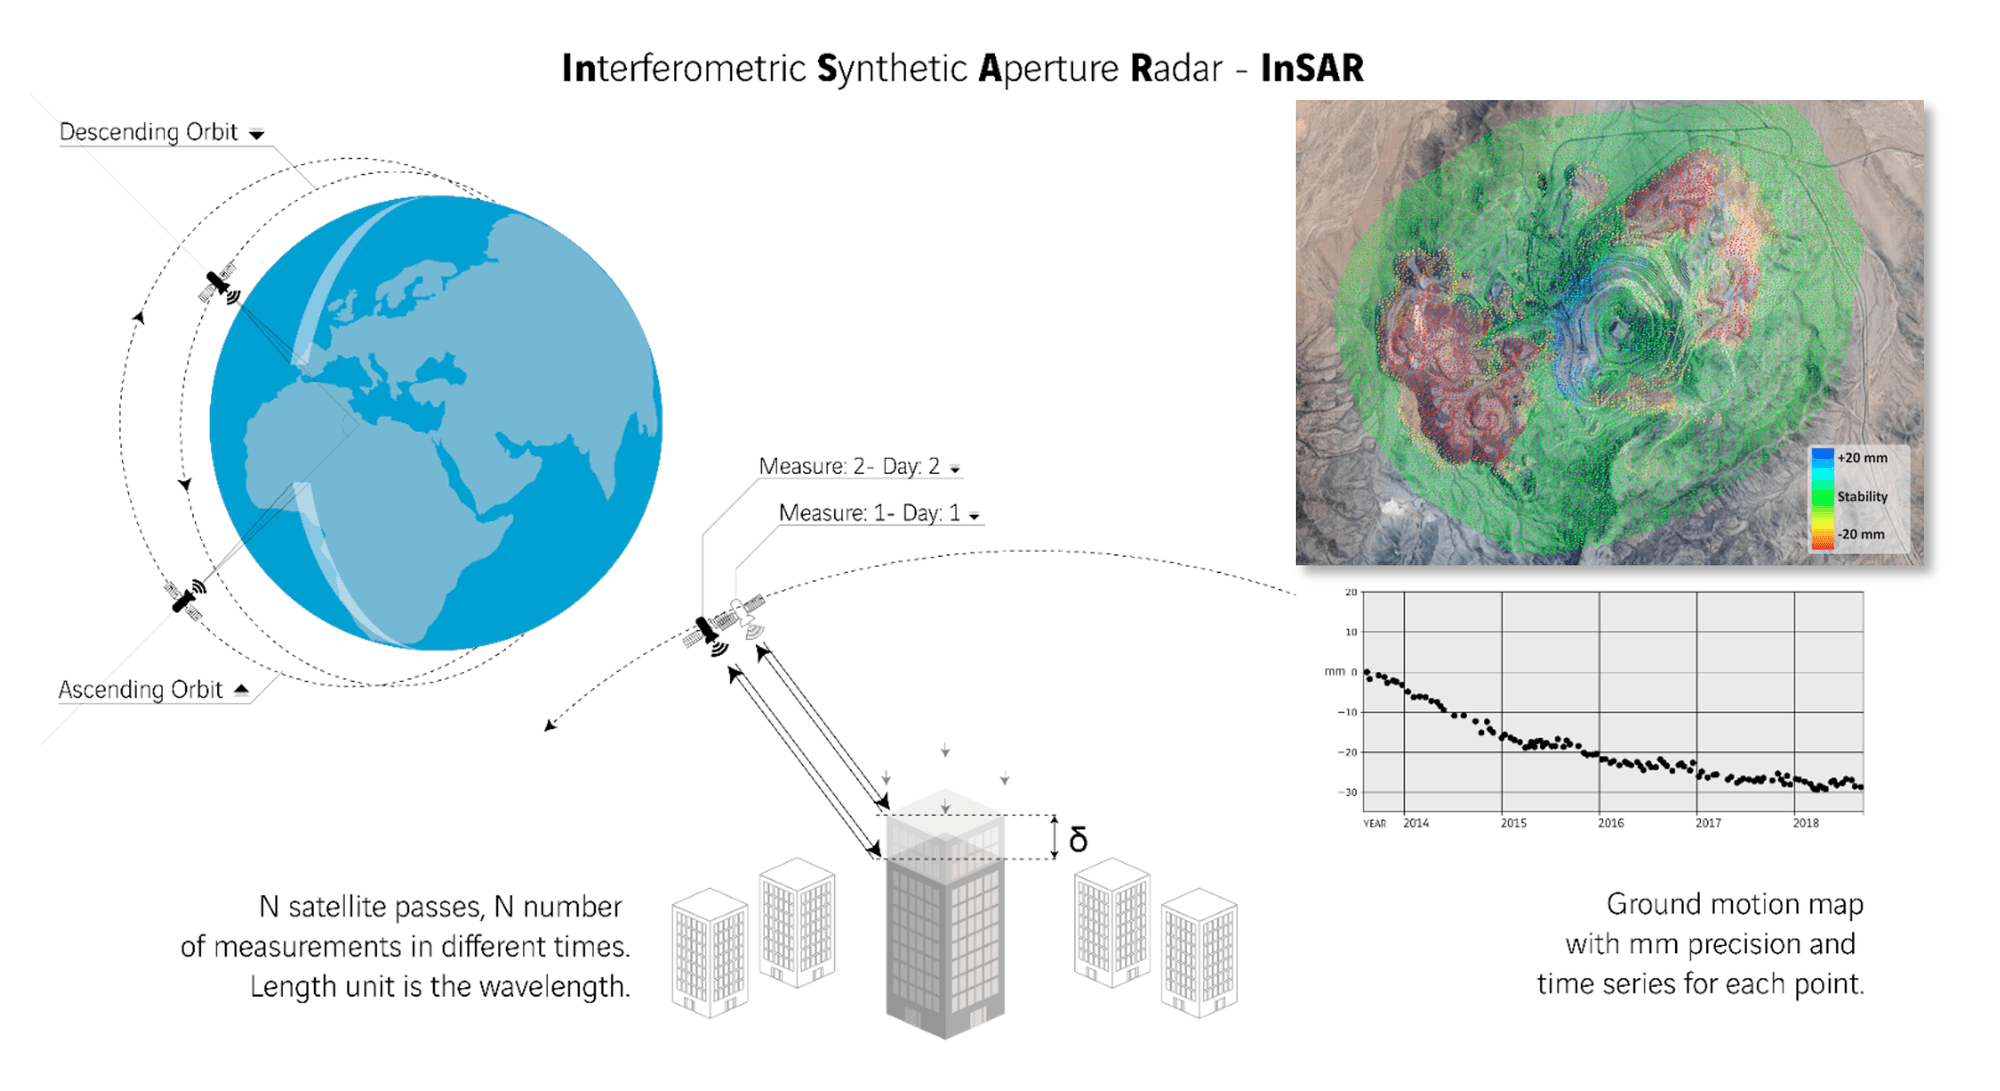 Interferometric Synthetic Aperture Radar - InSAR
Descending Orbit
Ascending Orbit
Measure: 2- Day: 2
Measure: 1- Day: 1
δ
N satellite passes, N number
of measurements in different times.
Length unit is the wavelength.
+20 mm
Stability
-20 mm
20
10
mm 0
−10
−20
−30
YEAR 2014 2015 2016 2017 2018
Ground motion map
with mm precision and
time series for each point.